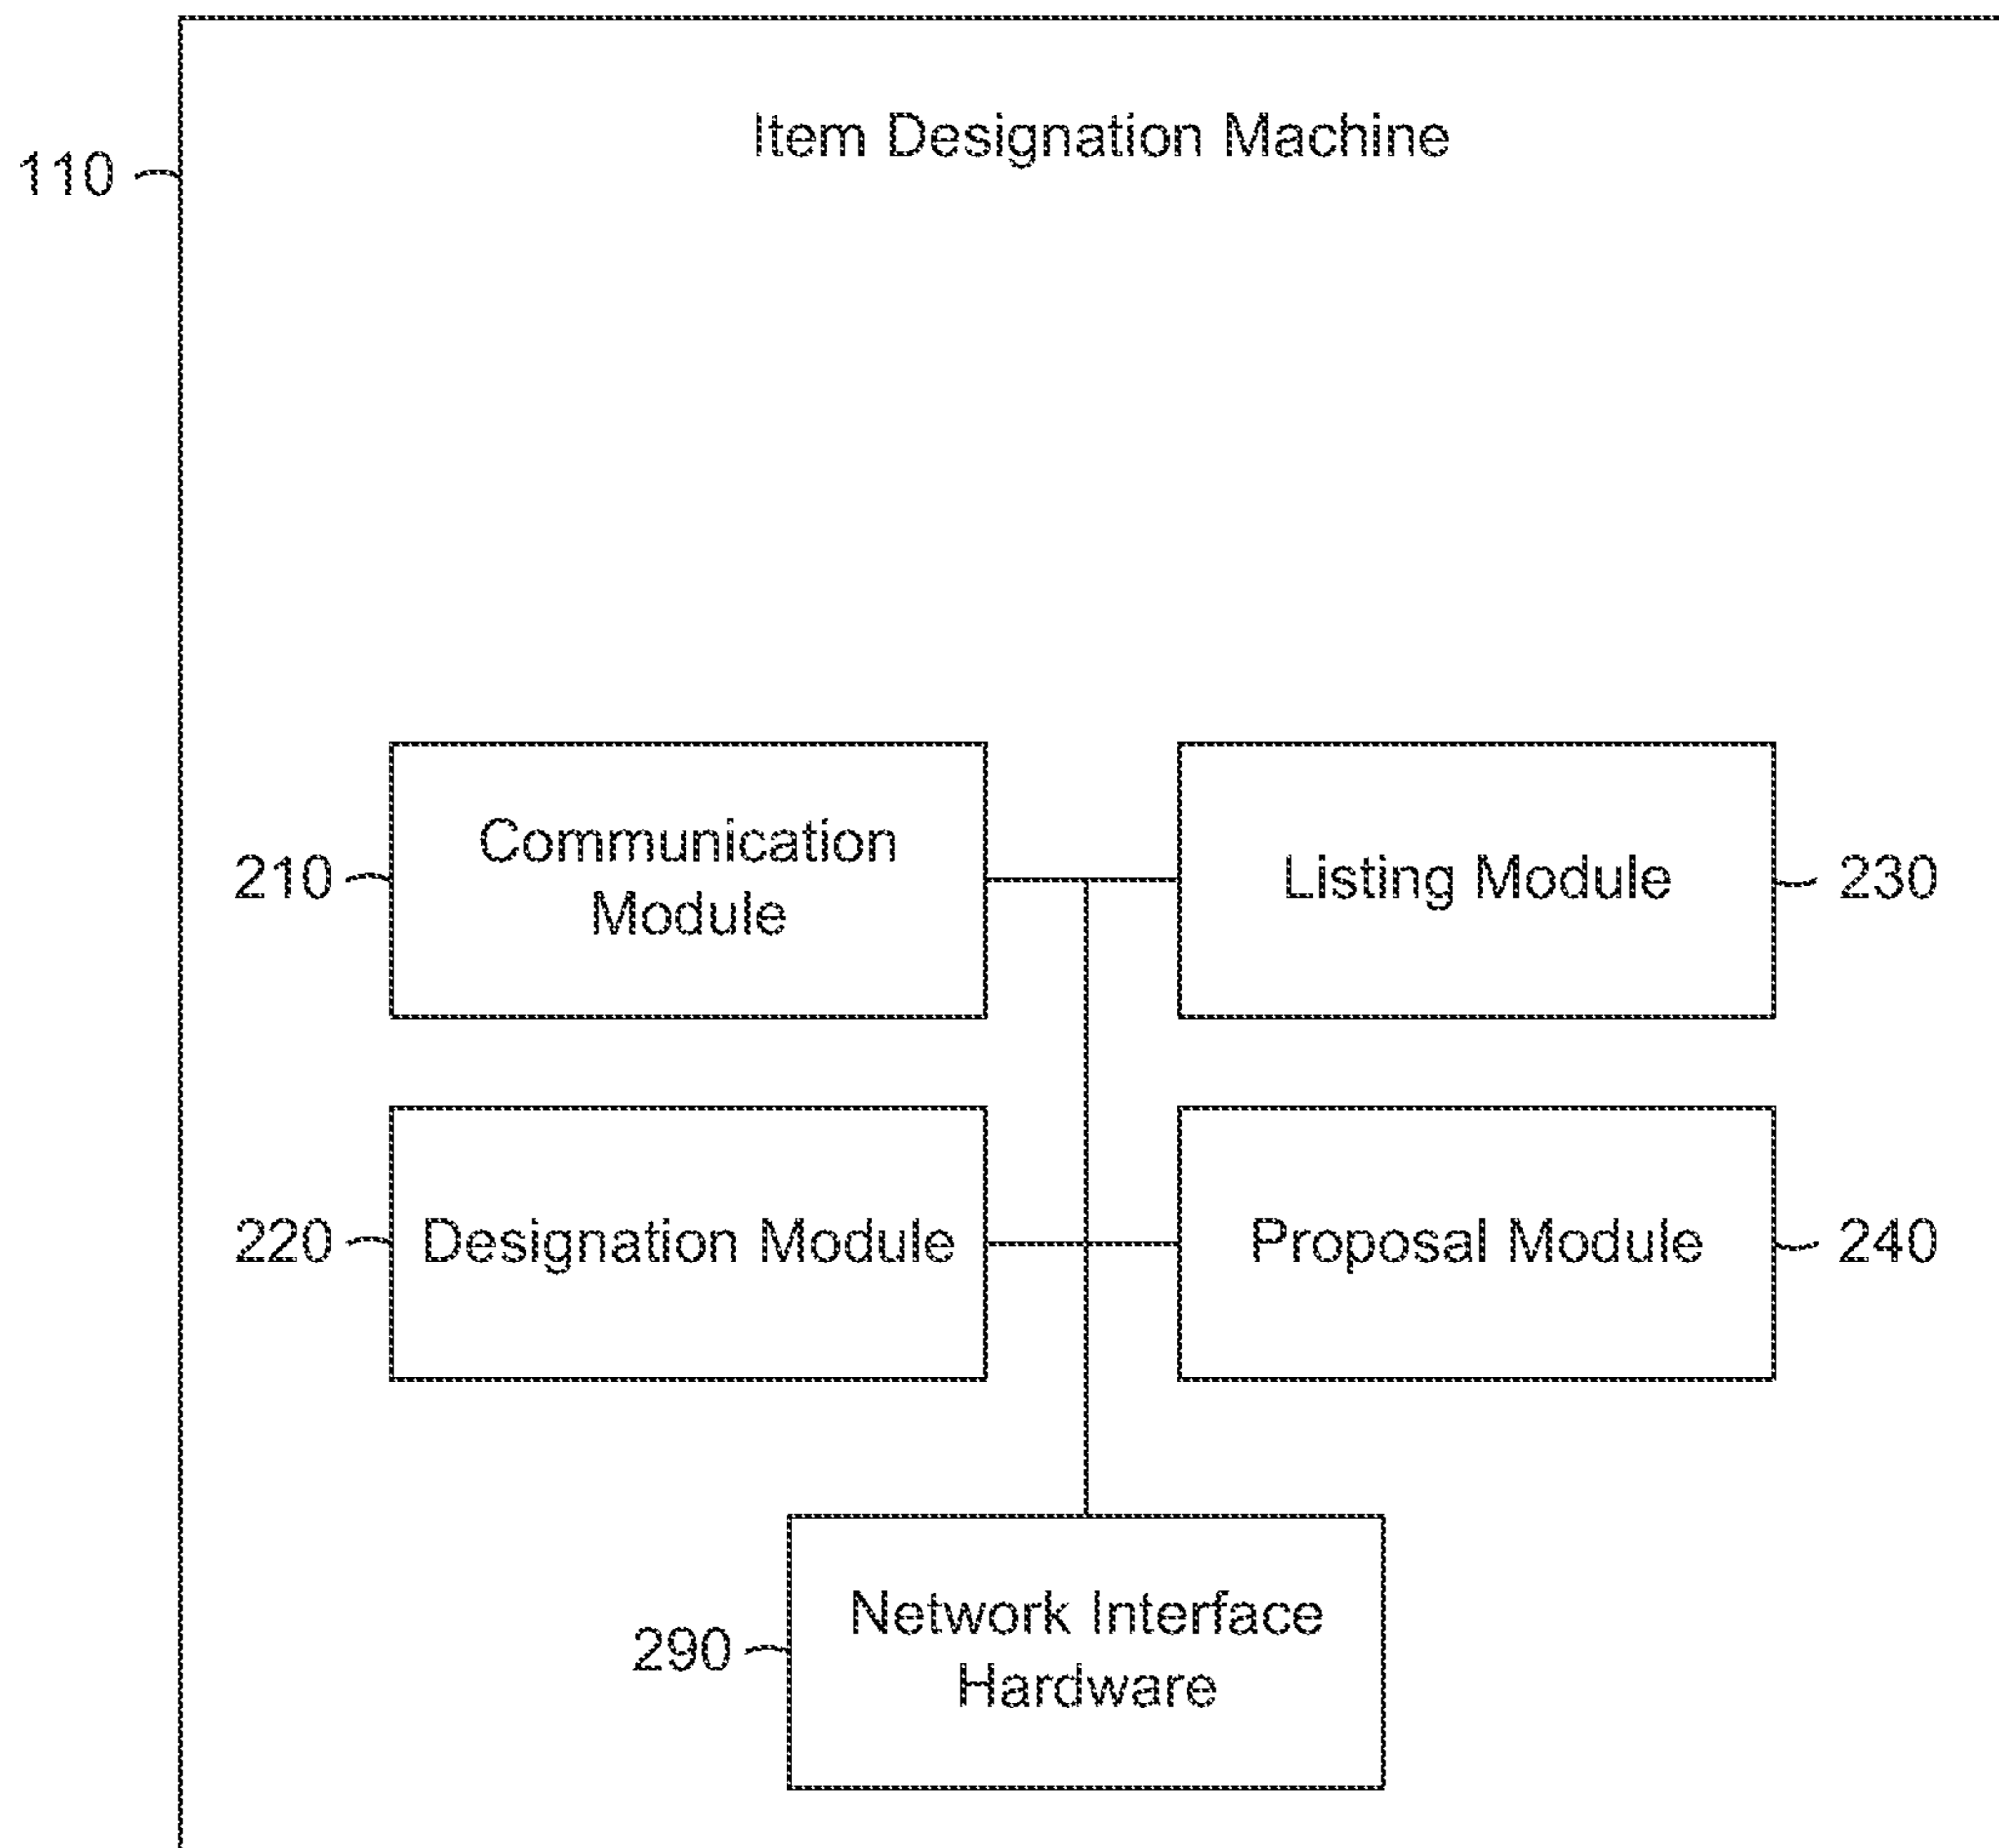 Item Designation Machine
110
Communication
Module
210
Listing Module
230
Designation Module
220
Proposal Module
240
Network Interface
Hardware
290